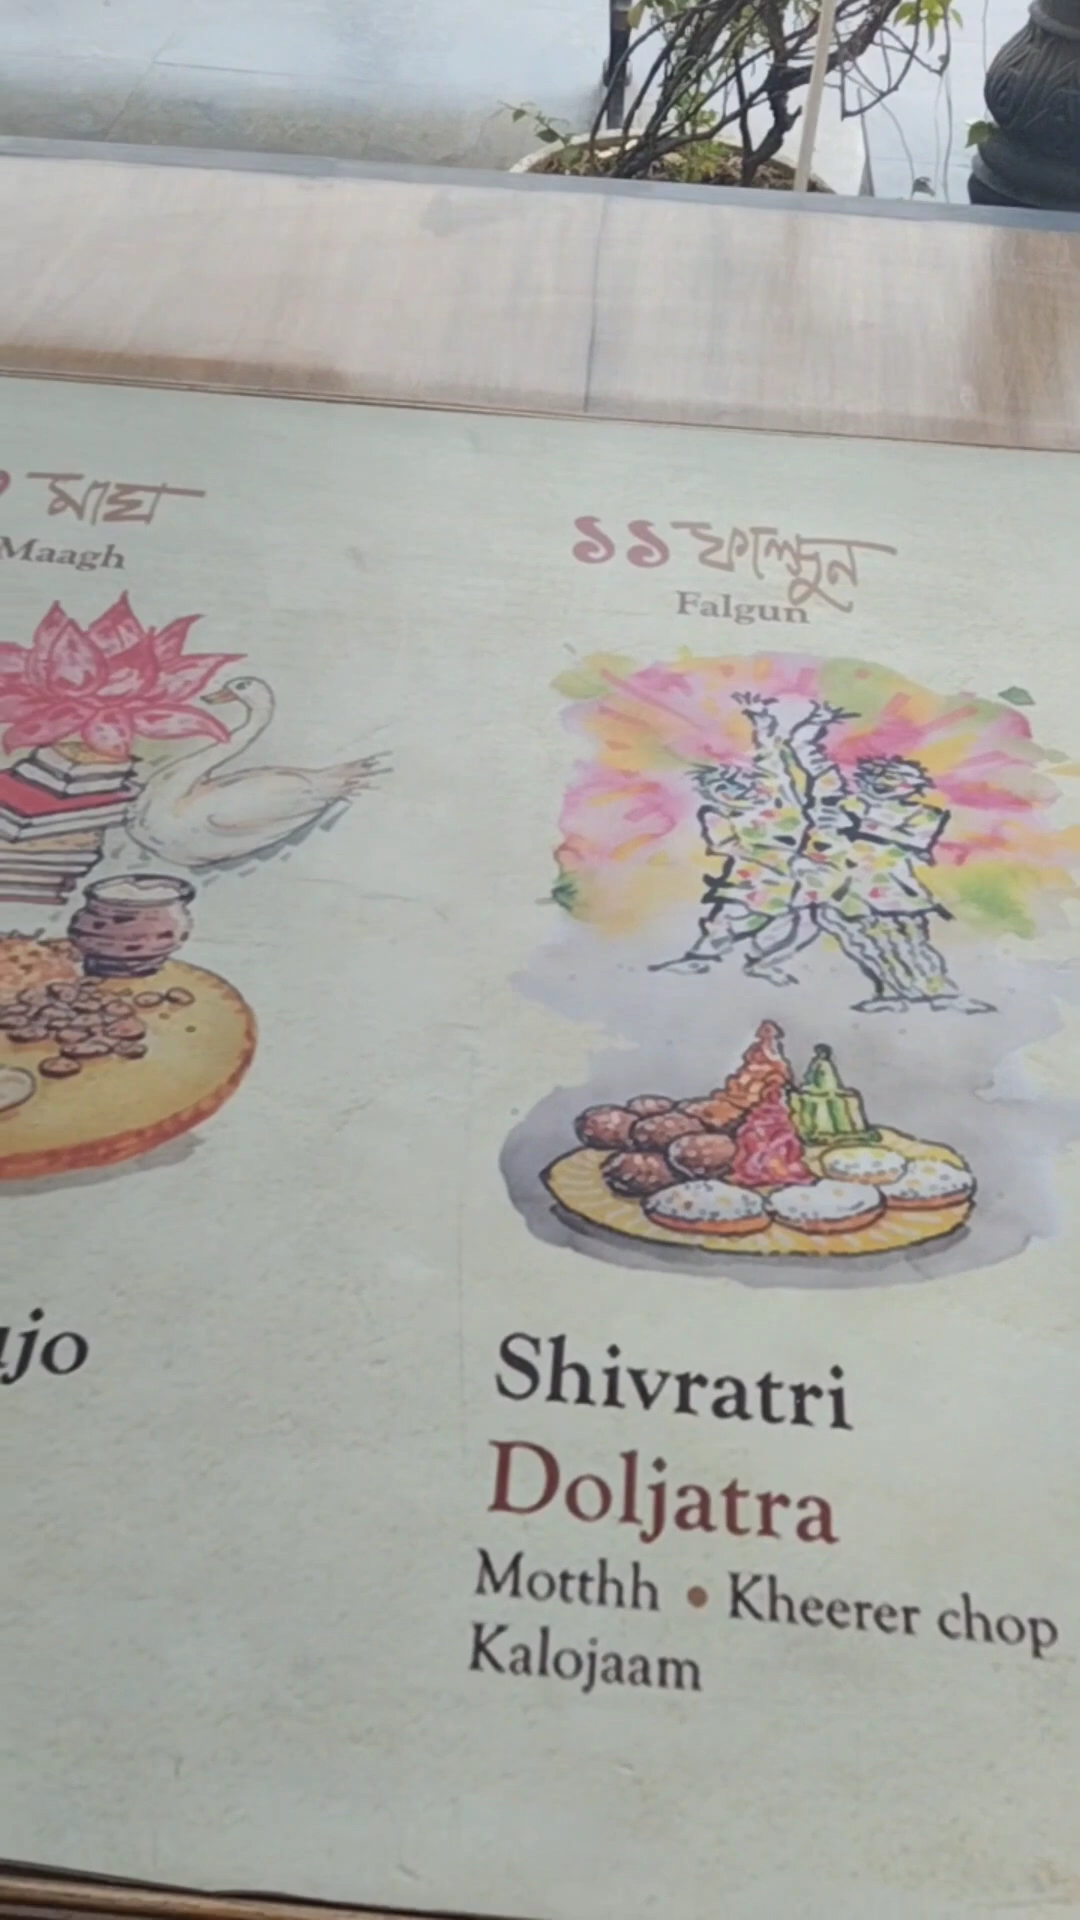 মাঘ
Maagh
ujo
১১ ফাল্গুন
Falgun
Shivratri
Doljatra
Motthh • Kheerer chop
Kalojaam